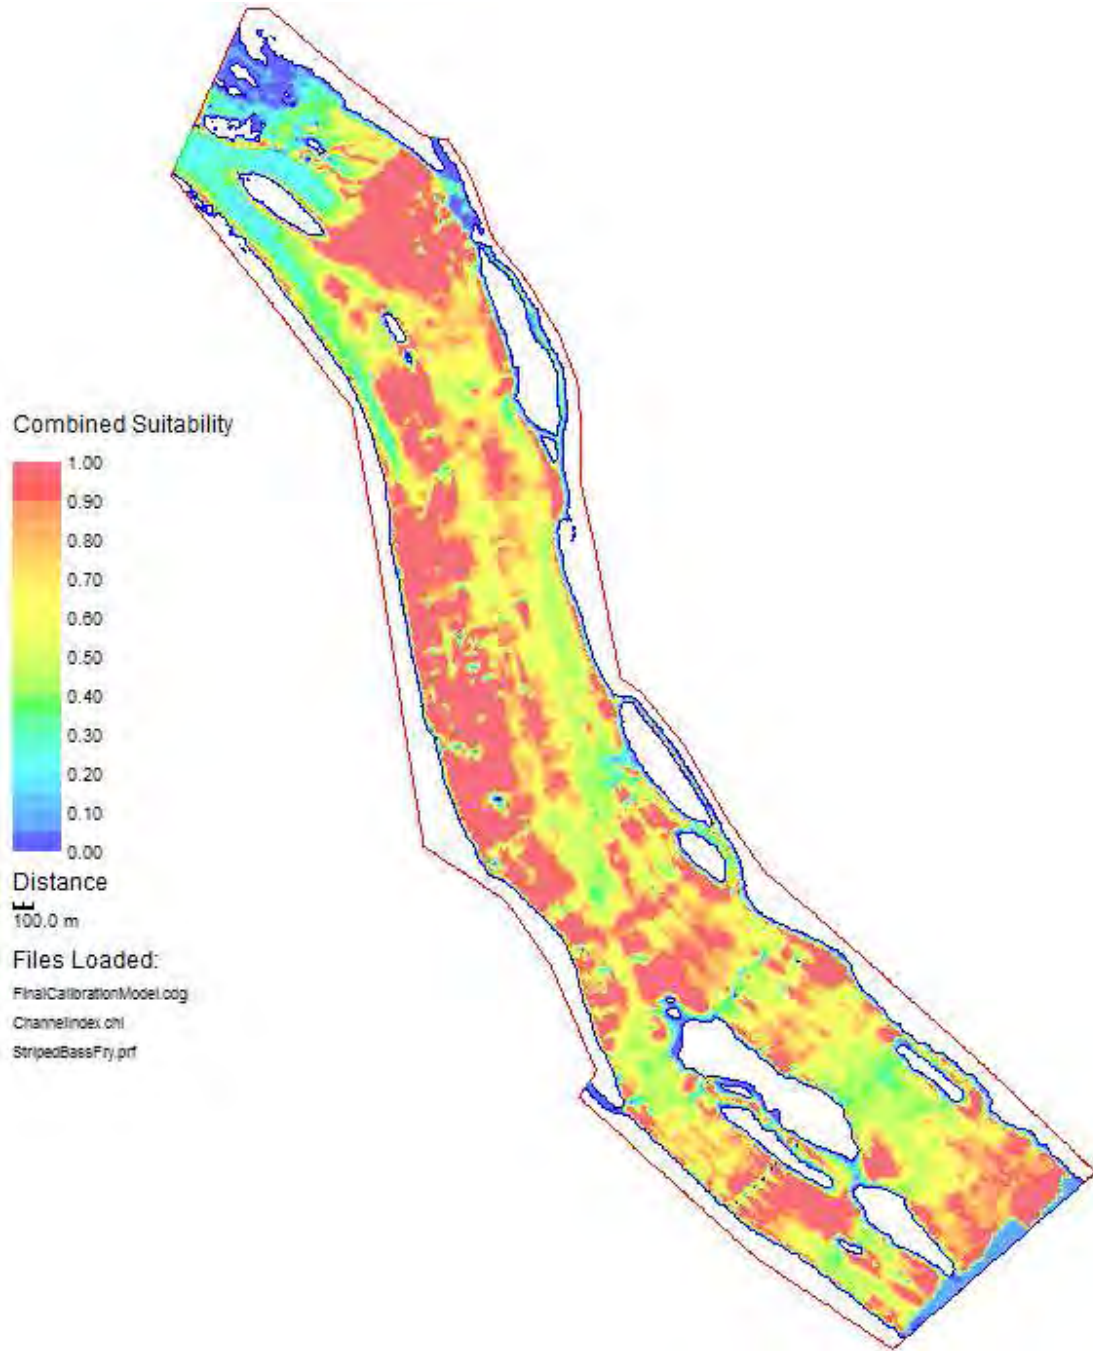 Combined Suitability
1.00
0.90
0.80
0.70
0.60
0.50
0.40
0.30
0.20
0.10
0.00
Distance
100.0 m
Files Loaded:
FinalCalibrationModel.cdg
ChannelIndex.chi
StripedBassFry.prf